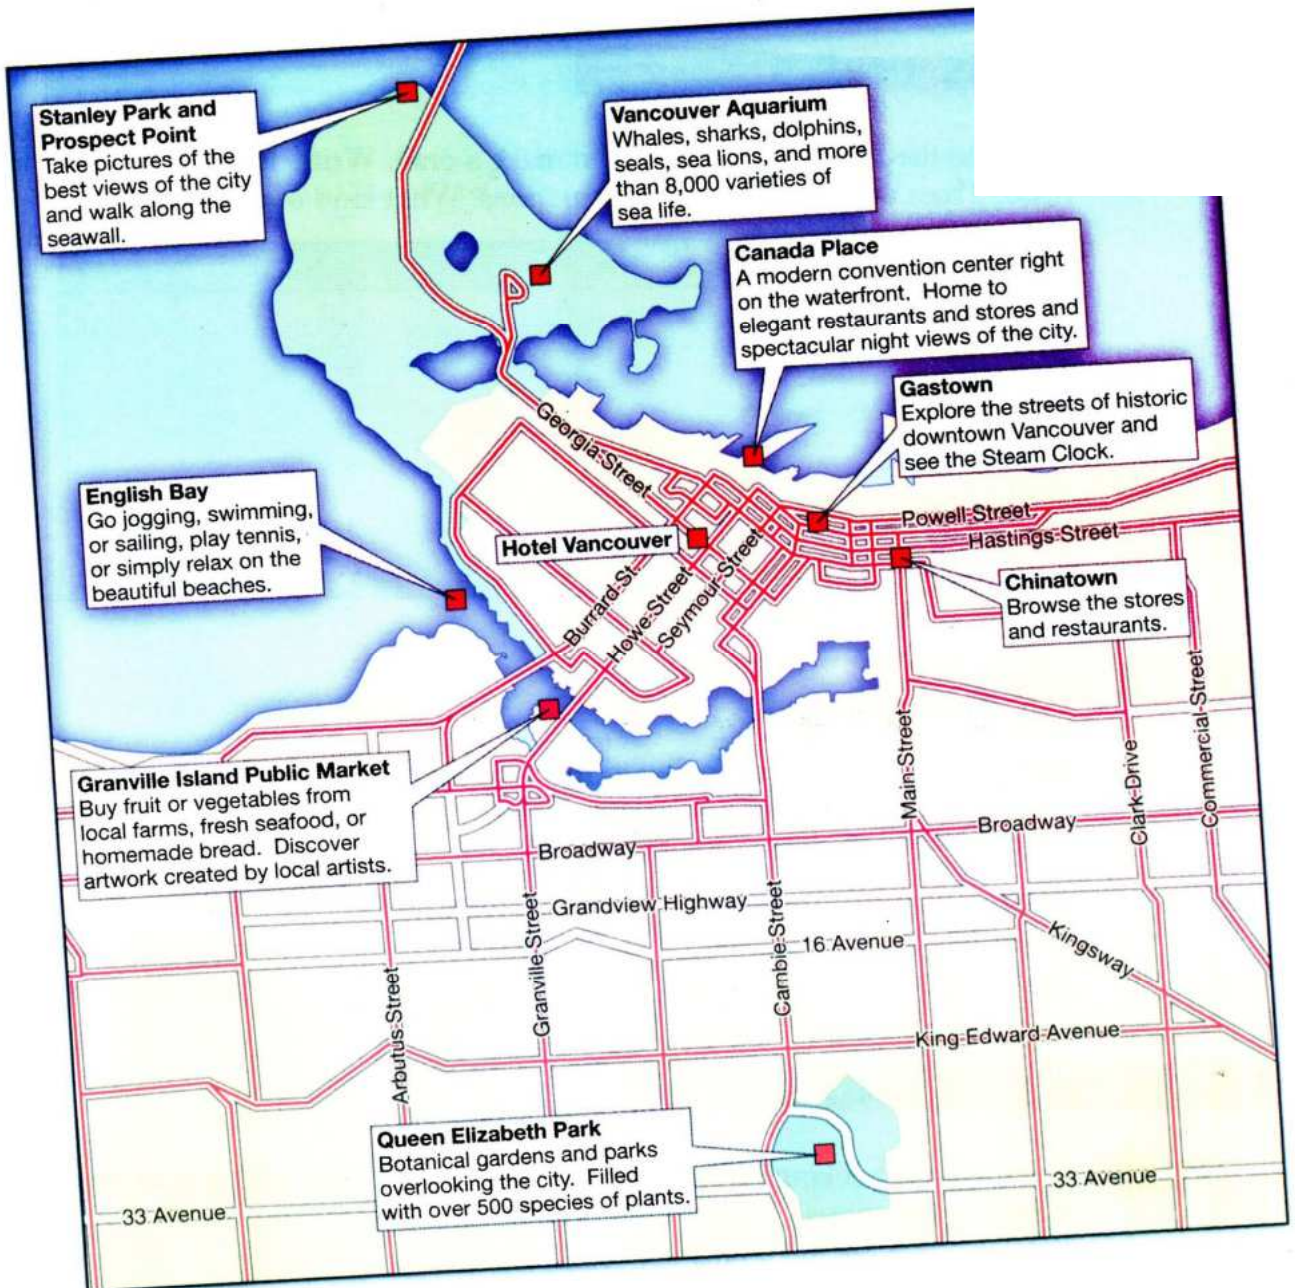 Stanley Park and
Prospect Point
Take pictures of the
best views of the city
and walk along the
seawall.
Vancouver Aquarium
Whales, sharks, dolphins,
seals, sea lions, and more
than 8,000 varieties of
sea life.
Canada Place
A modern convention center right
on the waterfront. Home to
elegant restaurants and stores and
spectacular night views of the city.
Gastown
Explore the streets of historic
downtown Vancouver and
see the Steam Clock.
English Bay
Go jogging, swimming,
or sailing, play tennis,
or simply relax on the
beautiful beaches.
Georgia Street
Hotel Vancouver
Powell Street
Hastings Street
Chinatown
Browse the stores
and restaurants.
Burrard St.
Howe Street
Seymour Street
Granville Island Public Market
Buy fruit or vegetables from
local farms, fresh seafood, or
homemade bread. Discover
artwork created by local artists.
Main Street
Clark Drive
Commercial Street
Broadway
Broadway
Grandview Highway
16 Avenue
Kingsway
Arbutus Street
Granville Street
Cambie Street
King Edward Avenue
Queen Elizabeth Park
Botanical gardens and parks
overlooking the city. Filled
with over 500 species of plants.
33 Avenue
33 Avenue